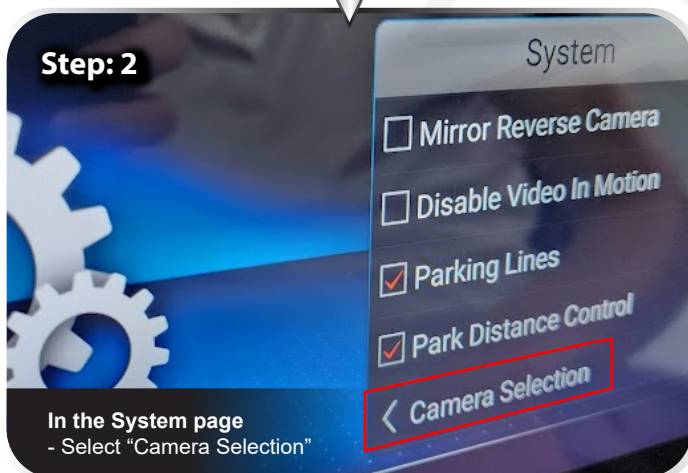 Step: 2
System
Mirror Reverse Camera
Disable Video In Motion
Parking Lines
Park Distance Control
Camera Selection
In the System page
- Select “Camera Selection”